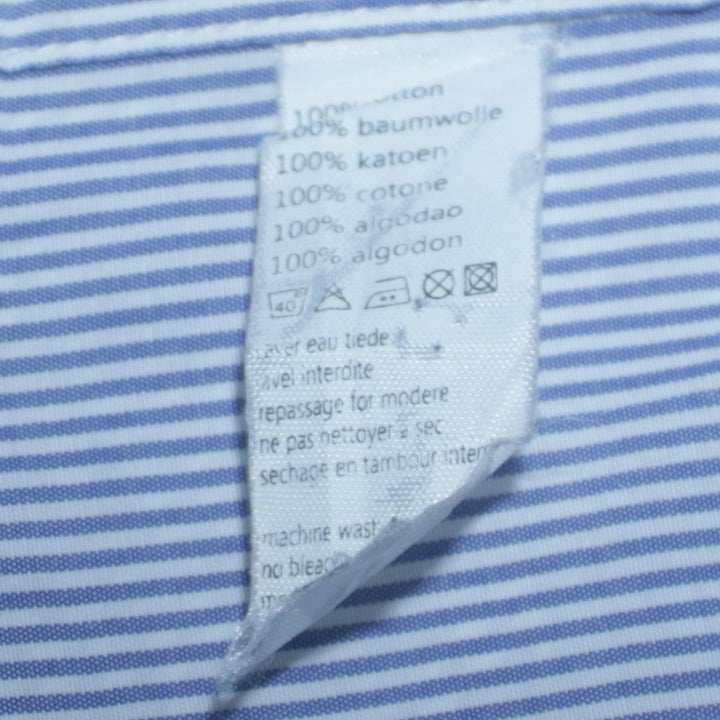 100% cotton
100% baumwolle
100% katoen
100% cotone
100% algodao
100% algodon
40
laver eau tiede
javel interdite
repassage fer modere
ne pas nettoyer a sec
sechage en tambour
machine wash
no bleach